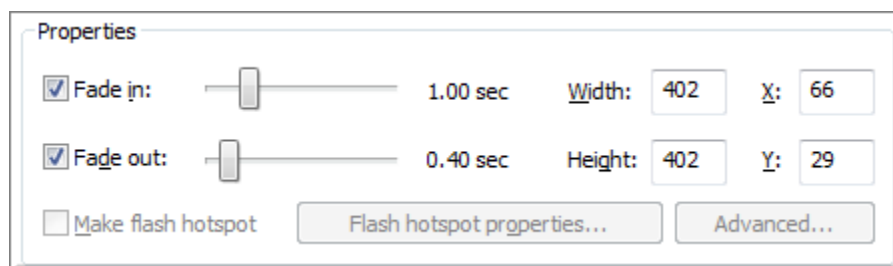 Properties
Fade in: 1.00 sec Width: 402 X: 66
Fade out: 0.40 sec Height: 402 Y: 29
Make flash hotspot Flash hotspot properties... Advanced...